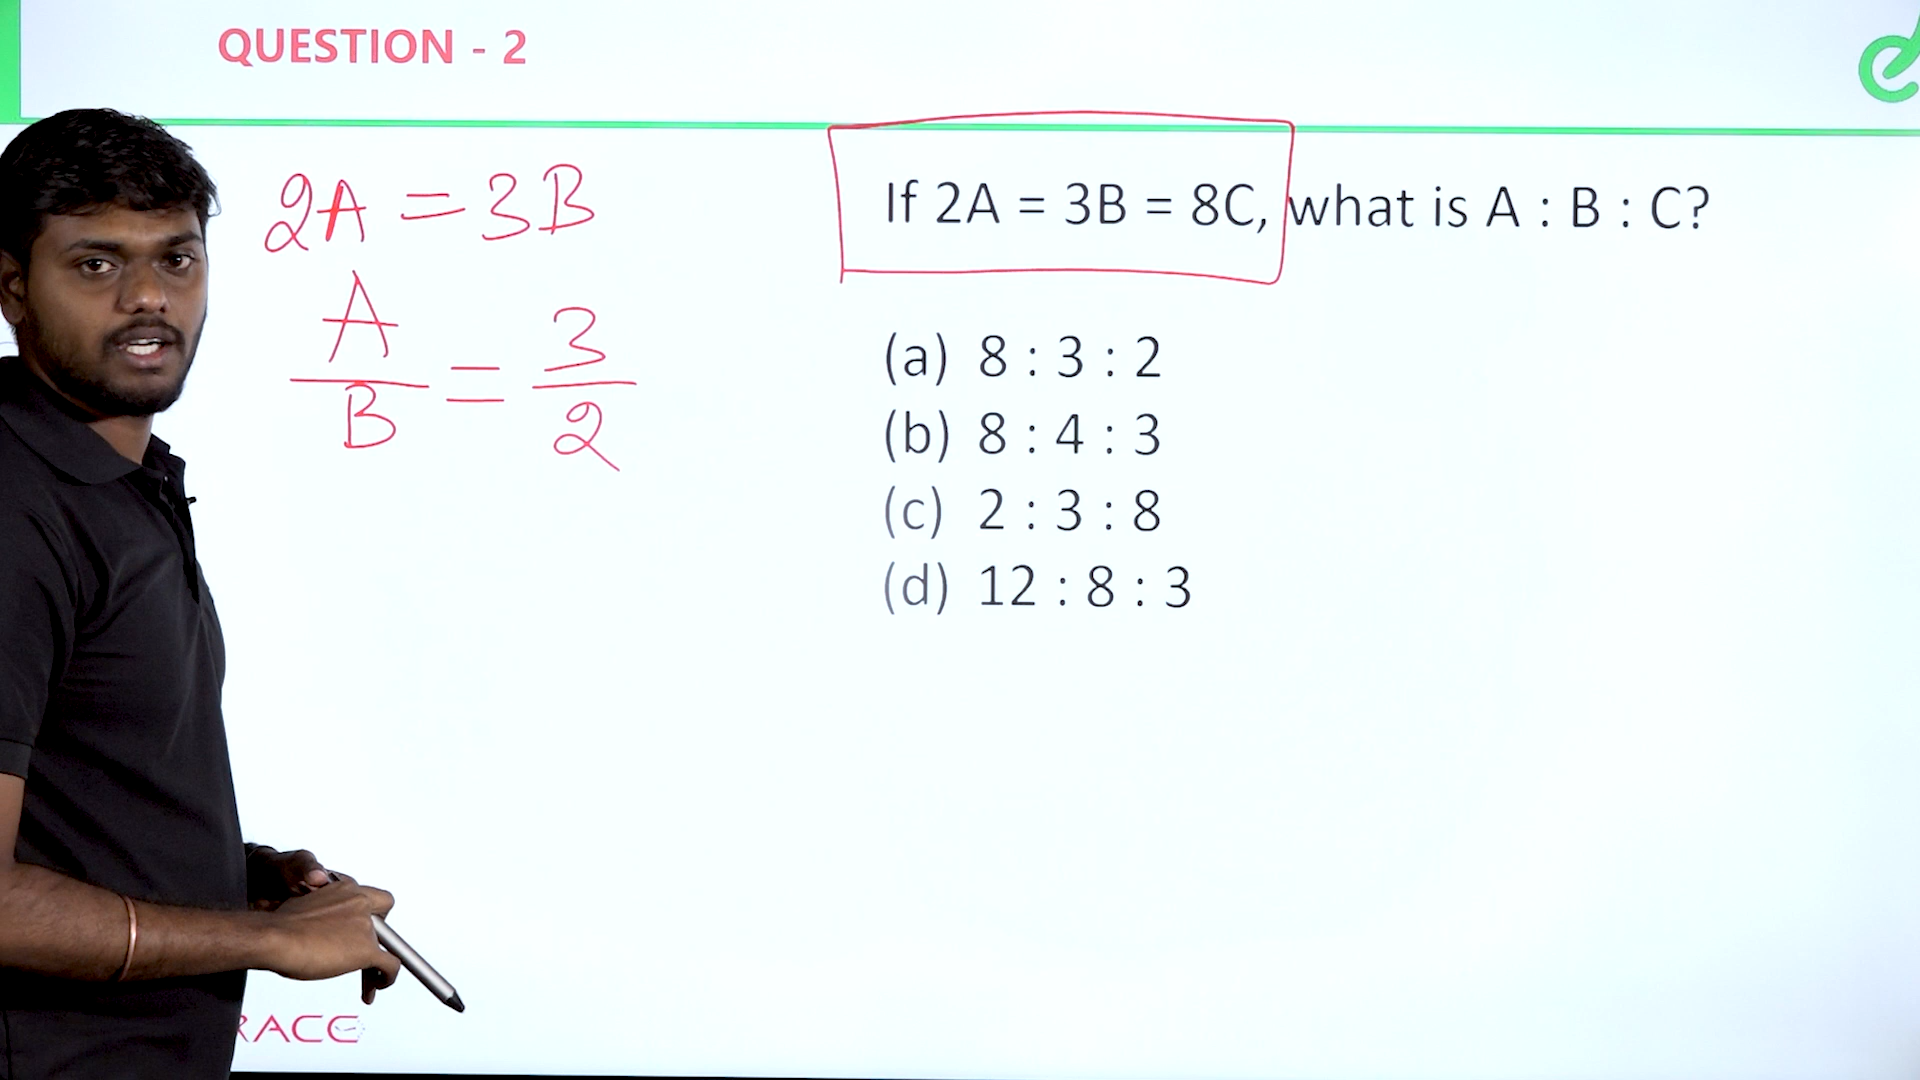 QUESTION - 2
2A = 3B
A/B = 3/2
If 2A = 3B = 8C, what is A : B : C?
(a) 8 : 3 : 2
(b) 8 : 4 : 3
(c) 2 : 3 : 8
(d) 12 : 8 : 3
RACE